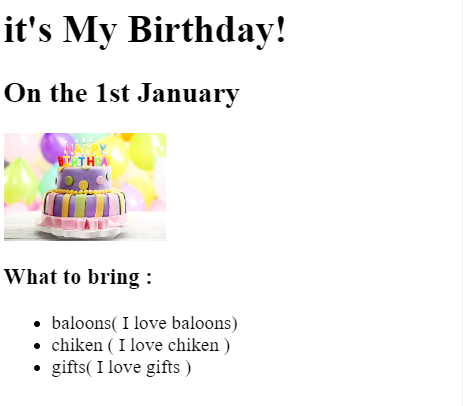 it's My Birthday!
On the 1st January
HAPPY
BIRTHDAY
What to bring :
baloons( I love baloons)
chiken ( I love chiken )
gifts( I love gifts )